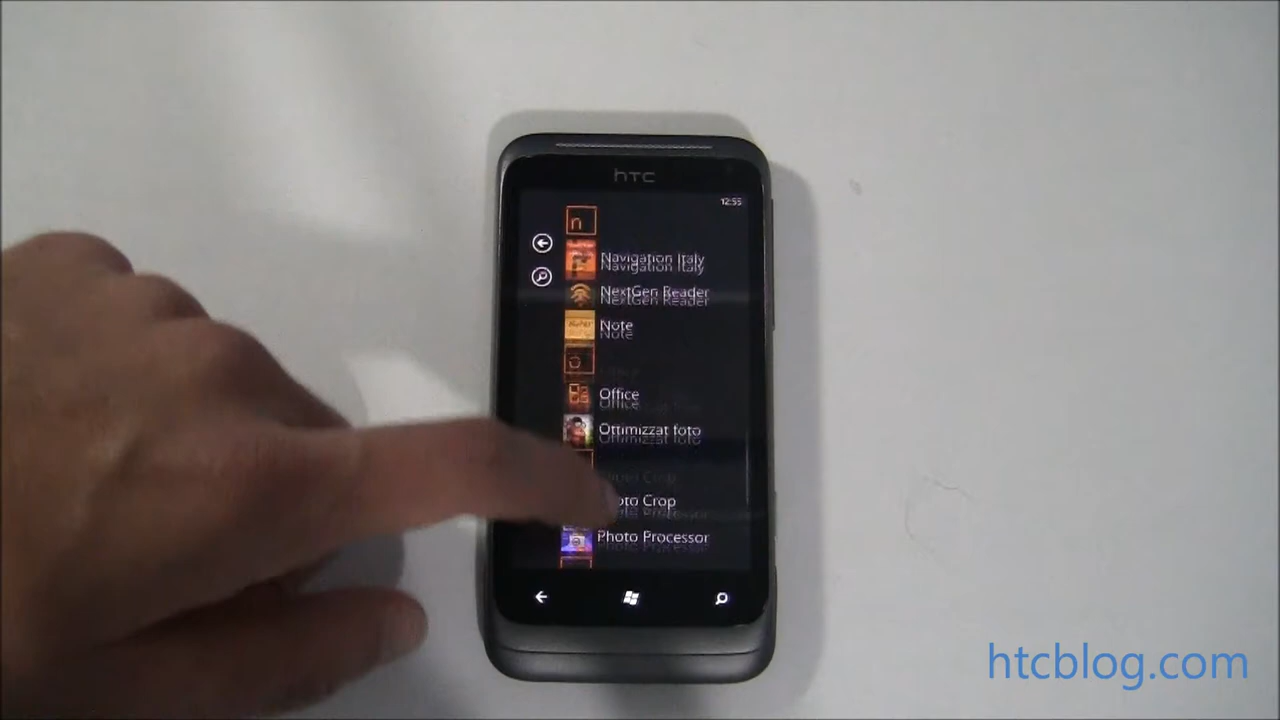 hTC
12:55
n
Navigation Italy
NextGen Reader
Note
o
Office
Ottimizzat foto
oto Crop
Photo Processor
htcblog.com